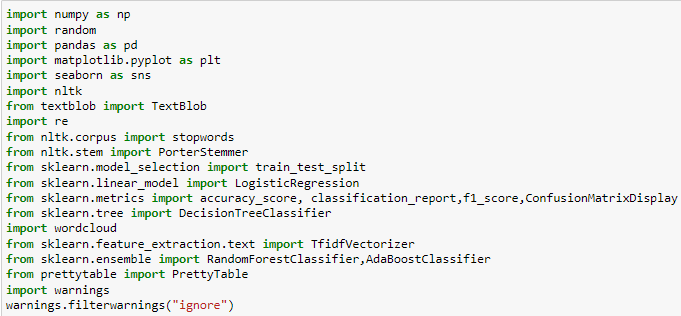 import numpy as np
import random
import pandas as pd
import matplotlib.pyplot as plt
import seaborn as sns
import nltk
from textblob import TextBlob
import re
from nltk.corpus import stopwords
from nltk.stem import PorterStemmer
from sklearn.model_selection import train_test_split
from sklearn.linear_model import LogisticRegression
from sklearn.metrics import accuracy_score, classification_report,f1_score,ConfusionMatrixDisplay
from sklearn.tree import DecisionTreeClassifier
import wordcloud
from sklearn.feature_extraction.text import TfidfVectorizer
from sklearn.ensemble import RandomForestClassifier,AdaBoostClassifier
from prettytable import PrettyTable
import warnings
warnings.filterwarnings("ignore")